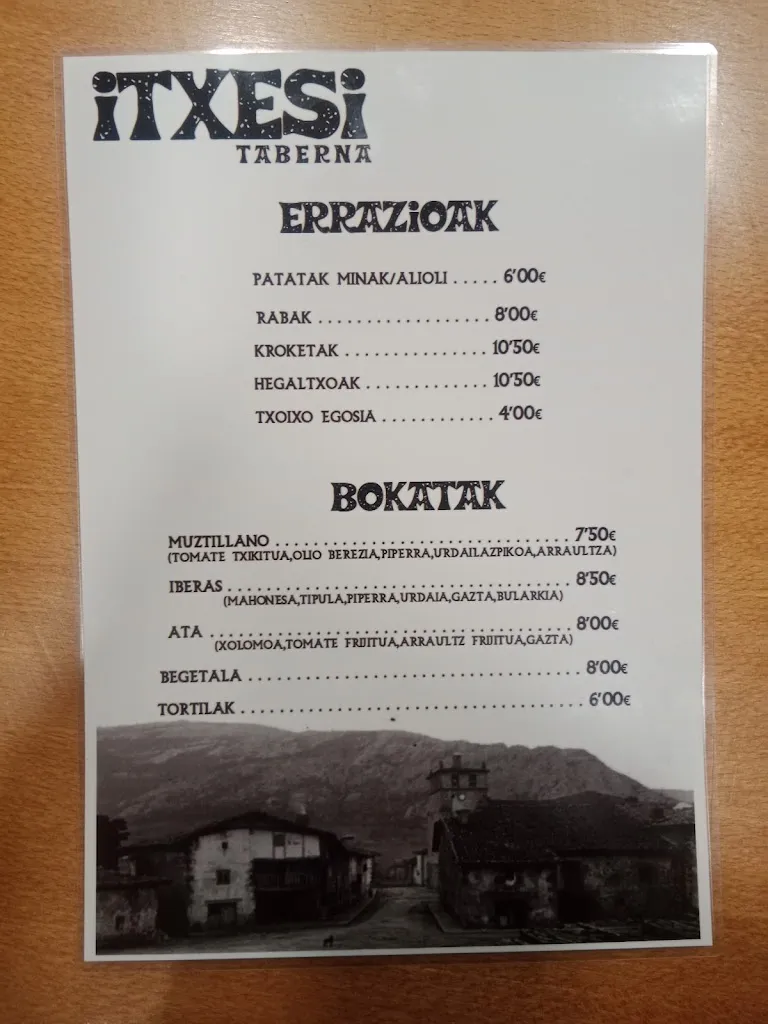 iTXESi
TABERNA
ERRAZiOAK
PATATAK MINAK/ALIOLI ..... 6'00€
RABAK .................. 8'00€
KROKETAK ............... 10'50€
HEGALTXOAK ............. 10'50€
TXOIXO EGOSIA ............ 4'00€
BOKATAK
MUZTILLANO ............................... 7'50€
(TOMATE TXIKITUA,OLIO BEREZIA,PIPERRA,URDAILAZPIKOA,ARRAULTZA)
IBERAS .................................... 8'50€
(MAHONESA,TIPULA,PIPERRA,URDAIA,GAZTA,BULARKIA)
ATA ....................................... 8'00€
(XOLOMOA,TOMATE FRIJITUA,ARRAULTZ FRIJITUA,GAZTA)
BEGETALA ................................... 8'00€
TORTILAK .................................... 6'00€